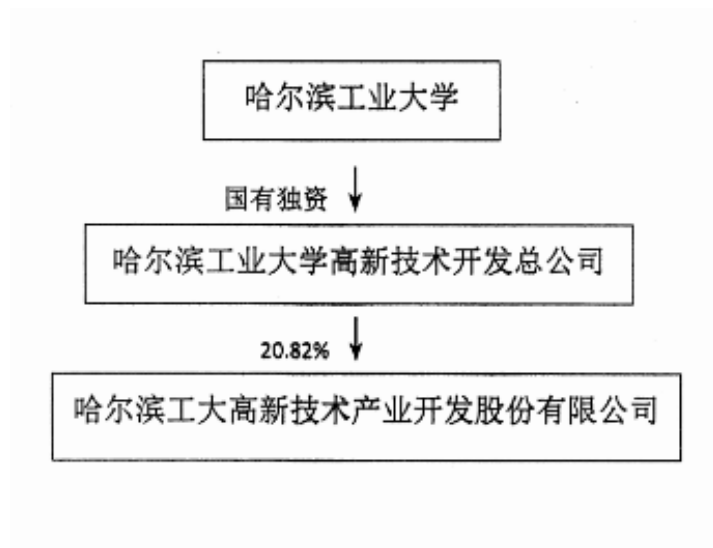 哈尔滨工业大学
国有独资
哈尔滨工业大学高新技术开发总公司
20.82%
哈尔滨工大高新技术产业开发股份有限公司